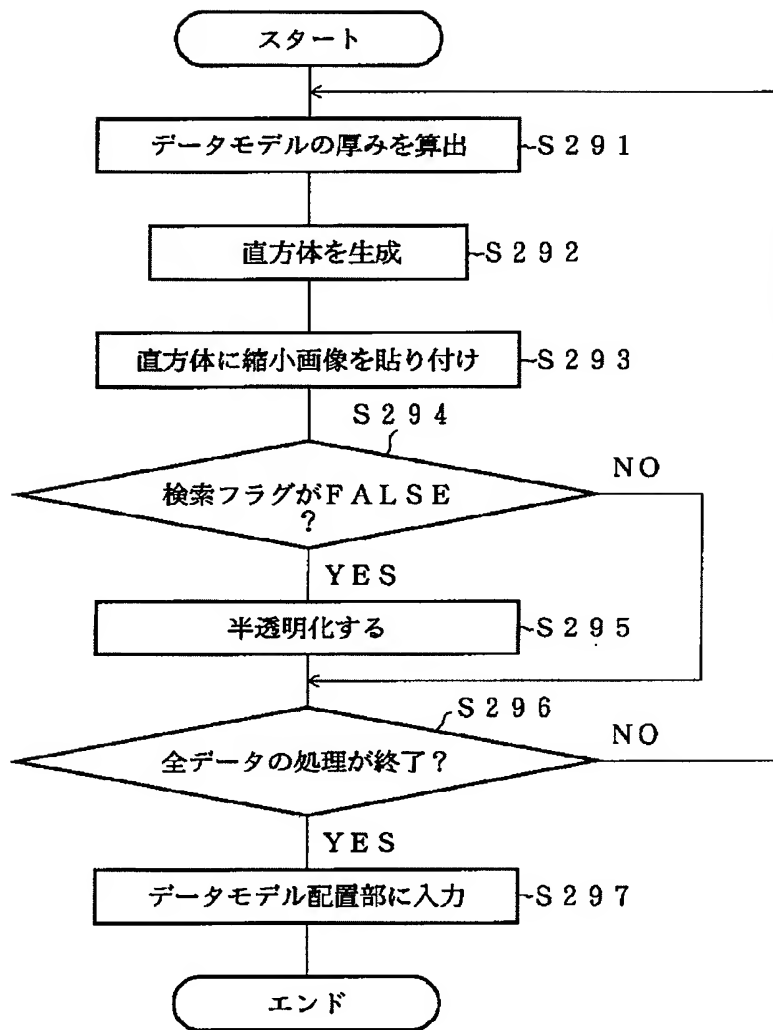 スタート
データモデルの厚みを算出
S291
直方体を生成
S292
直方体に縮小画像を貼り付け
S293
S294
検索フラグがFALSE
?
NO
YES
半透明化する
S295
S296
全データの処理が終了?
NO
YES
データモデル配置部に入力
S297
エンド